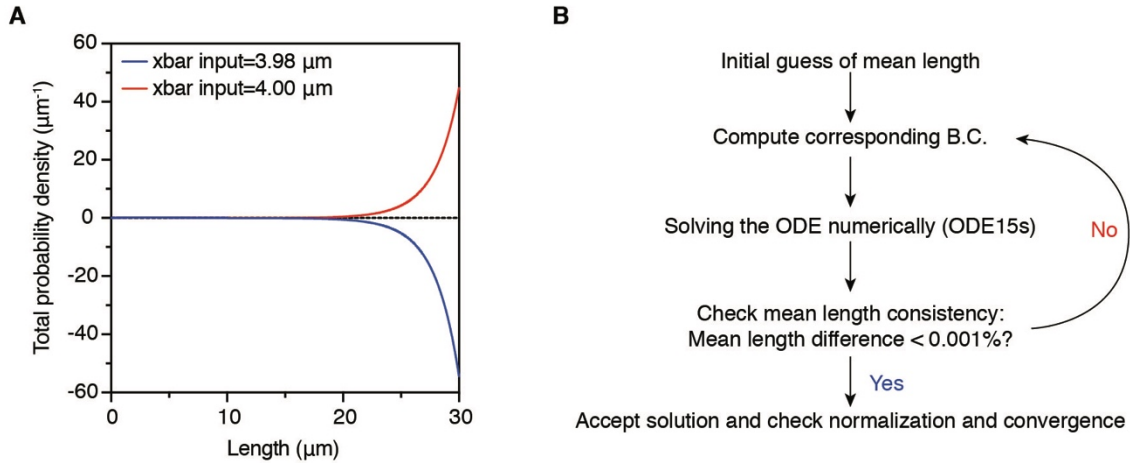 A
60
40
20
0
-20
-40
-60
Total probability density (µm⁻¹)
xbar input=3.98 µm
xbar input=4.00 µm
0
10
20
30
Length (µm)
B
Initial guess of mean length
Compute corresponding B.C.
Solving the ODE numerically (ODE15s)
No
Check mean length consistency:
Mean length difference < 0.001%?
Yes
Accept solution and check normalization and convergence